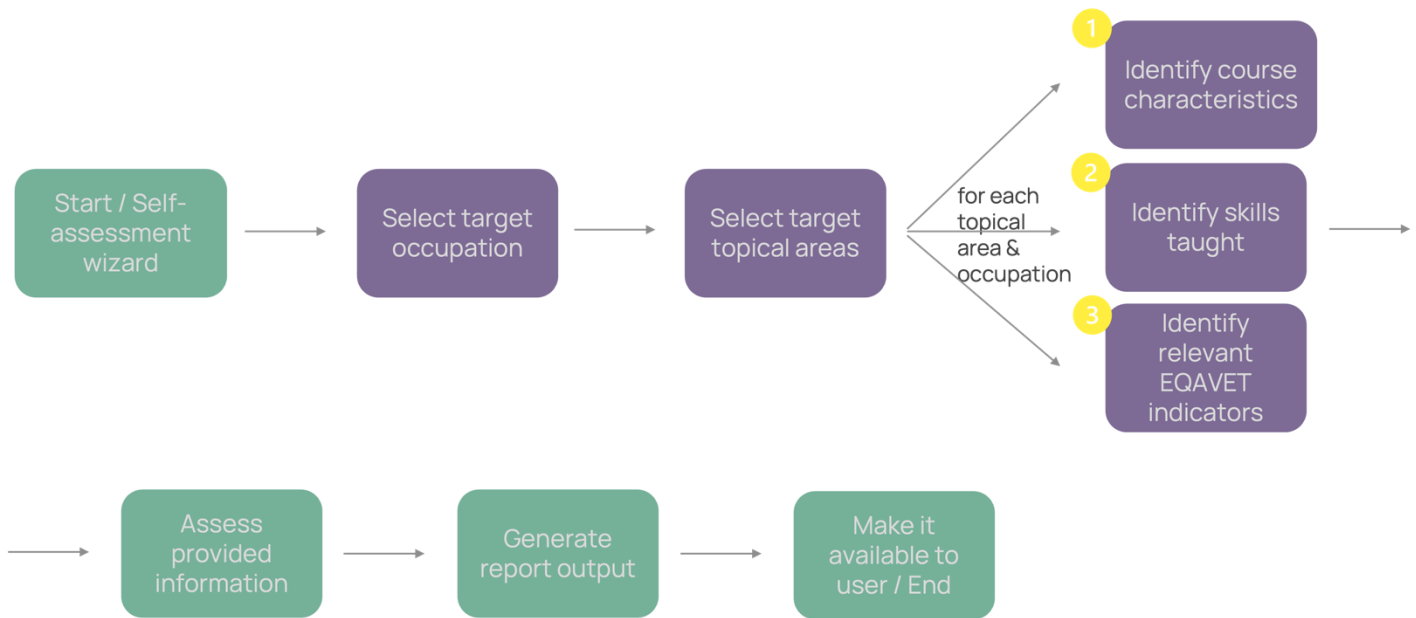 1
Identify course
characteristics
Start / Self-
assessment
wizard
Select target
occupation
Select target
topical areas
for each
topical
area &
occupation
2
Identify skills
taught
3
Identify
relevant
EQAVET
indicators
Assess
provided
information
Generate
report output
Make it
available to
user / End